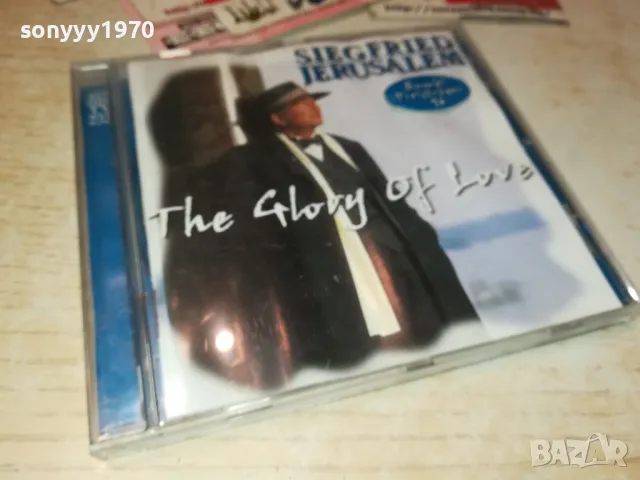 sonyyy1970
SIEGFRIED
JERUSALEM
The Glory Of Love
BAZAR